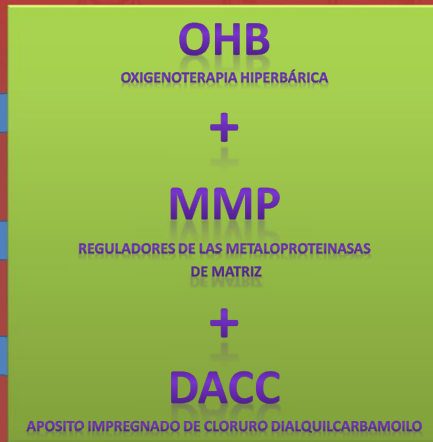 OHB
OXIGENOTERAPIA HIPERBÁRICA
+
MMP
REGULADORES DE LAS METALOPROTEINASAS
DE MATRIZ
+
DACC
APOSITO IMPREGNADO DE CLORURO DIALQUILCARBAMOILO